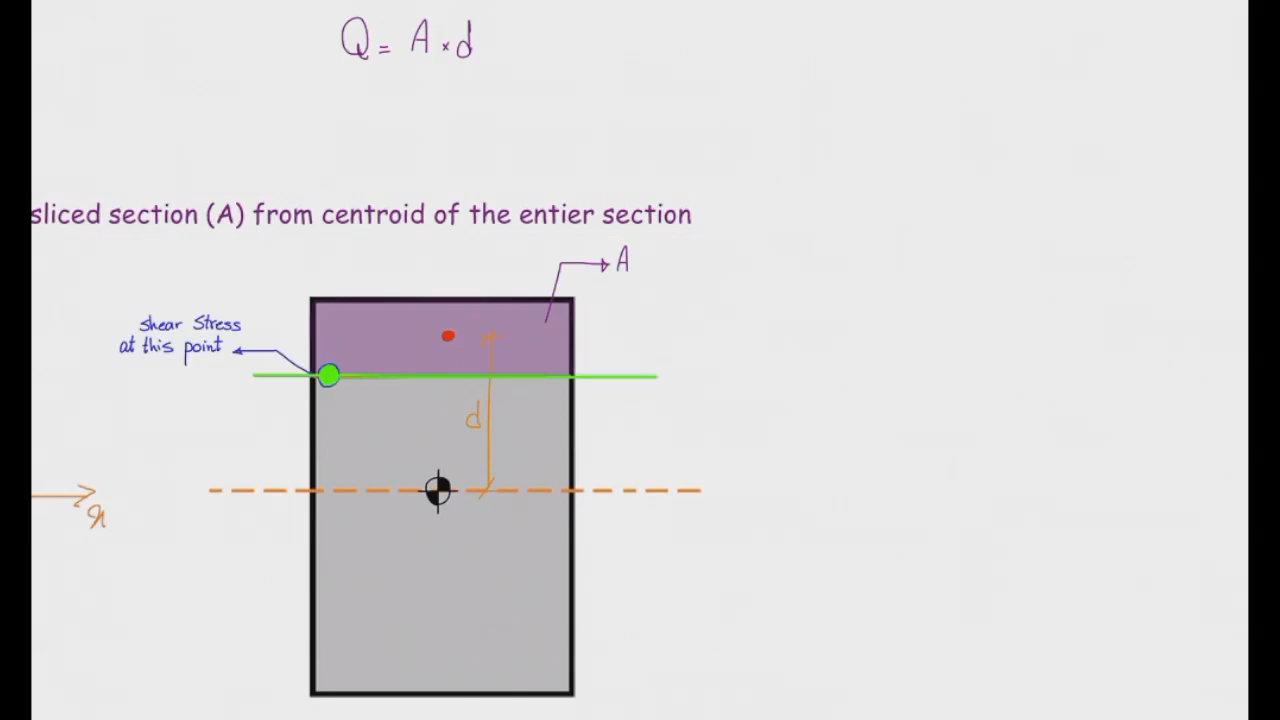 Q = A × d
sliced section (A) from centroid of the entier section
A
shear stress
at this point
d
x